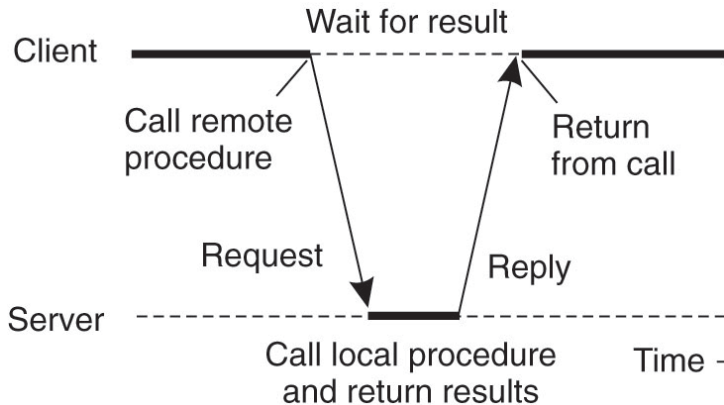 Wait for result
Client
Call remote
procedure
Return
from call
Request
Reply
Server
Call local procedure
and return results
Time